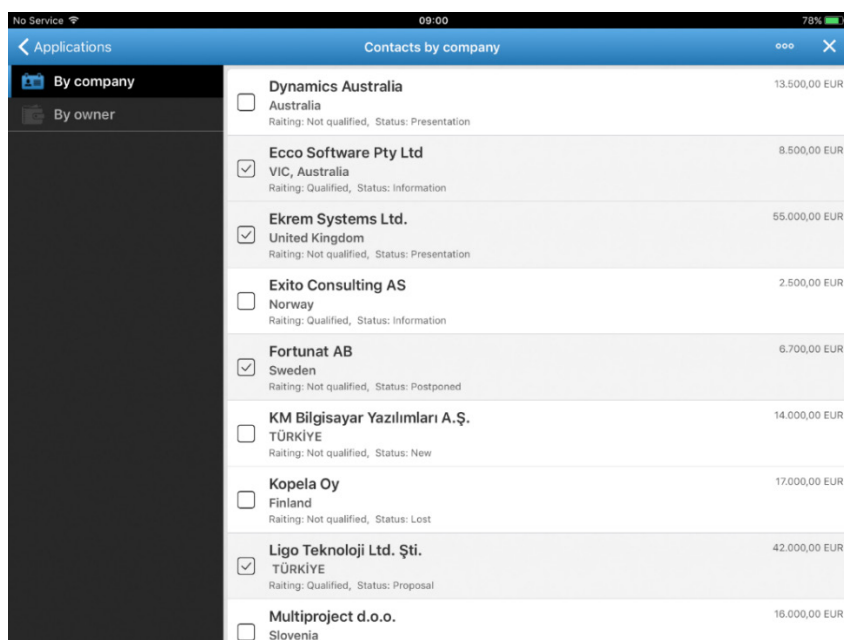 No Service 09:00 78%
Applications Contacts by company
By company
By owner
Dynamics Australia 13.500,00 EUR
Australia
Raiting: Not qualified, Status: Presentation
Ecco Software Pty Ltd 8.500,00 EUR
VIC, Australia
Raiting: Qualified, Status: Information
Ekrem Systems Ltd. 55.000,00 EUR
United Kingdom
Raiting: Not qualified, Status: Presentation
Exito Consulting AS 2.500,00 EUR
Norway
Raiting: Qualified, Status: Information
Fortunat AB 6.700,00 EUR
Sweden
Raiting: Not qualified, Status: Postponed
KM Bilgisayar Yazılımları A.Ş. 14.000,00 EUR
TÜRKİYE
Raiting: Not qualified, Status: New
Kopela Oy 17.000,00 EUR
Finland
Raiting: Not qualified, Status: Lost
Ligo Teknoloji Ltd. Şti. 42.000,00 EUR
TÜRKİYE
Raiting: Qualified, Status: Proposal
Multiproject d.o.o. 16.000,00 EUR
Slovenia